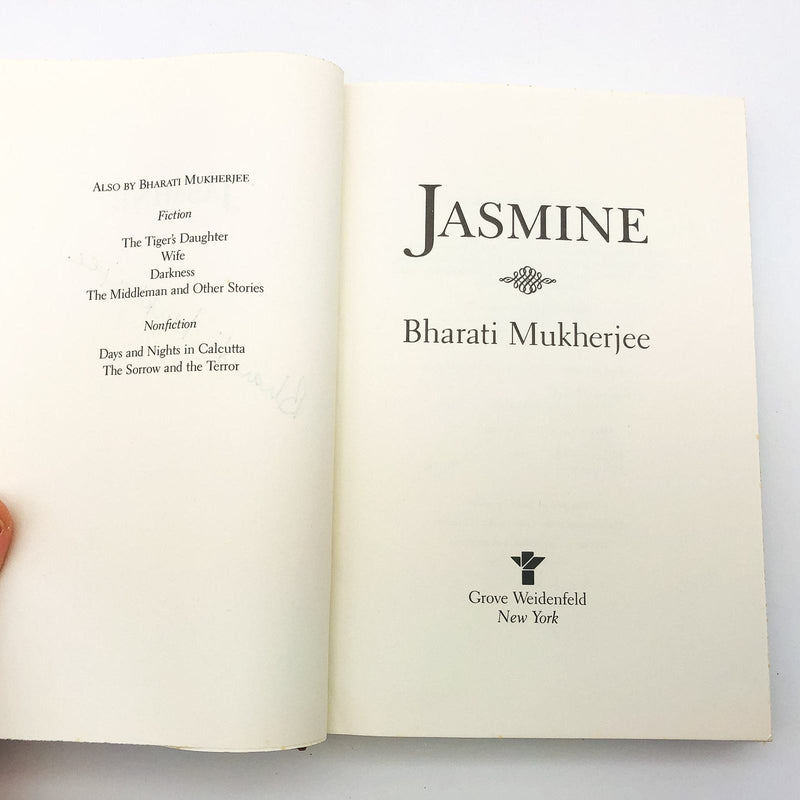 ALSO BY BHARATI MUKHERJEE
Fiction
The Tiger's Daughter
Wife
Darkness
The Middleman and Other Stories
Nonfiction
Days and Nights in Calcutta
The Sorrow and the Terror
JASMINE
Bharati Mukherjee
Grove Weidenfeld
New York